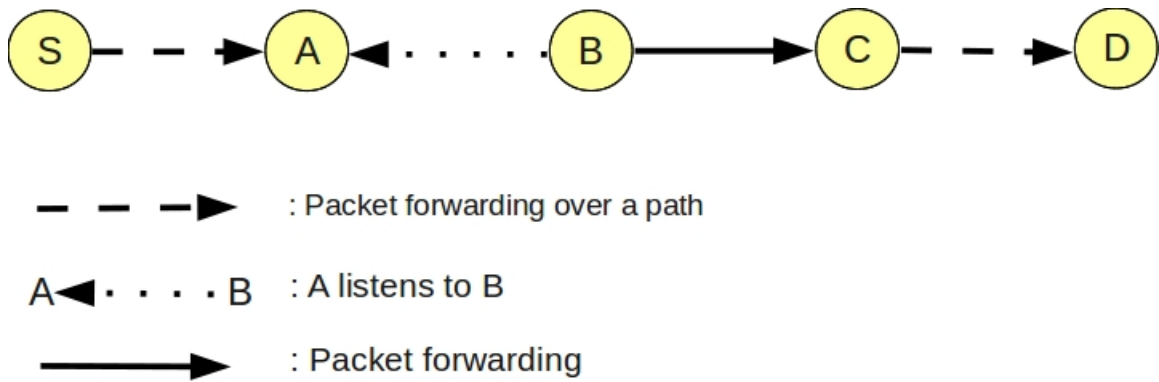 S A B C D
: Packet forwarding over a path
A B : A listens to B
: Packet forwarding